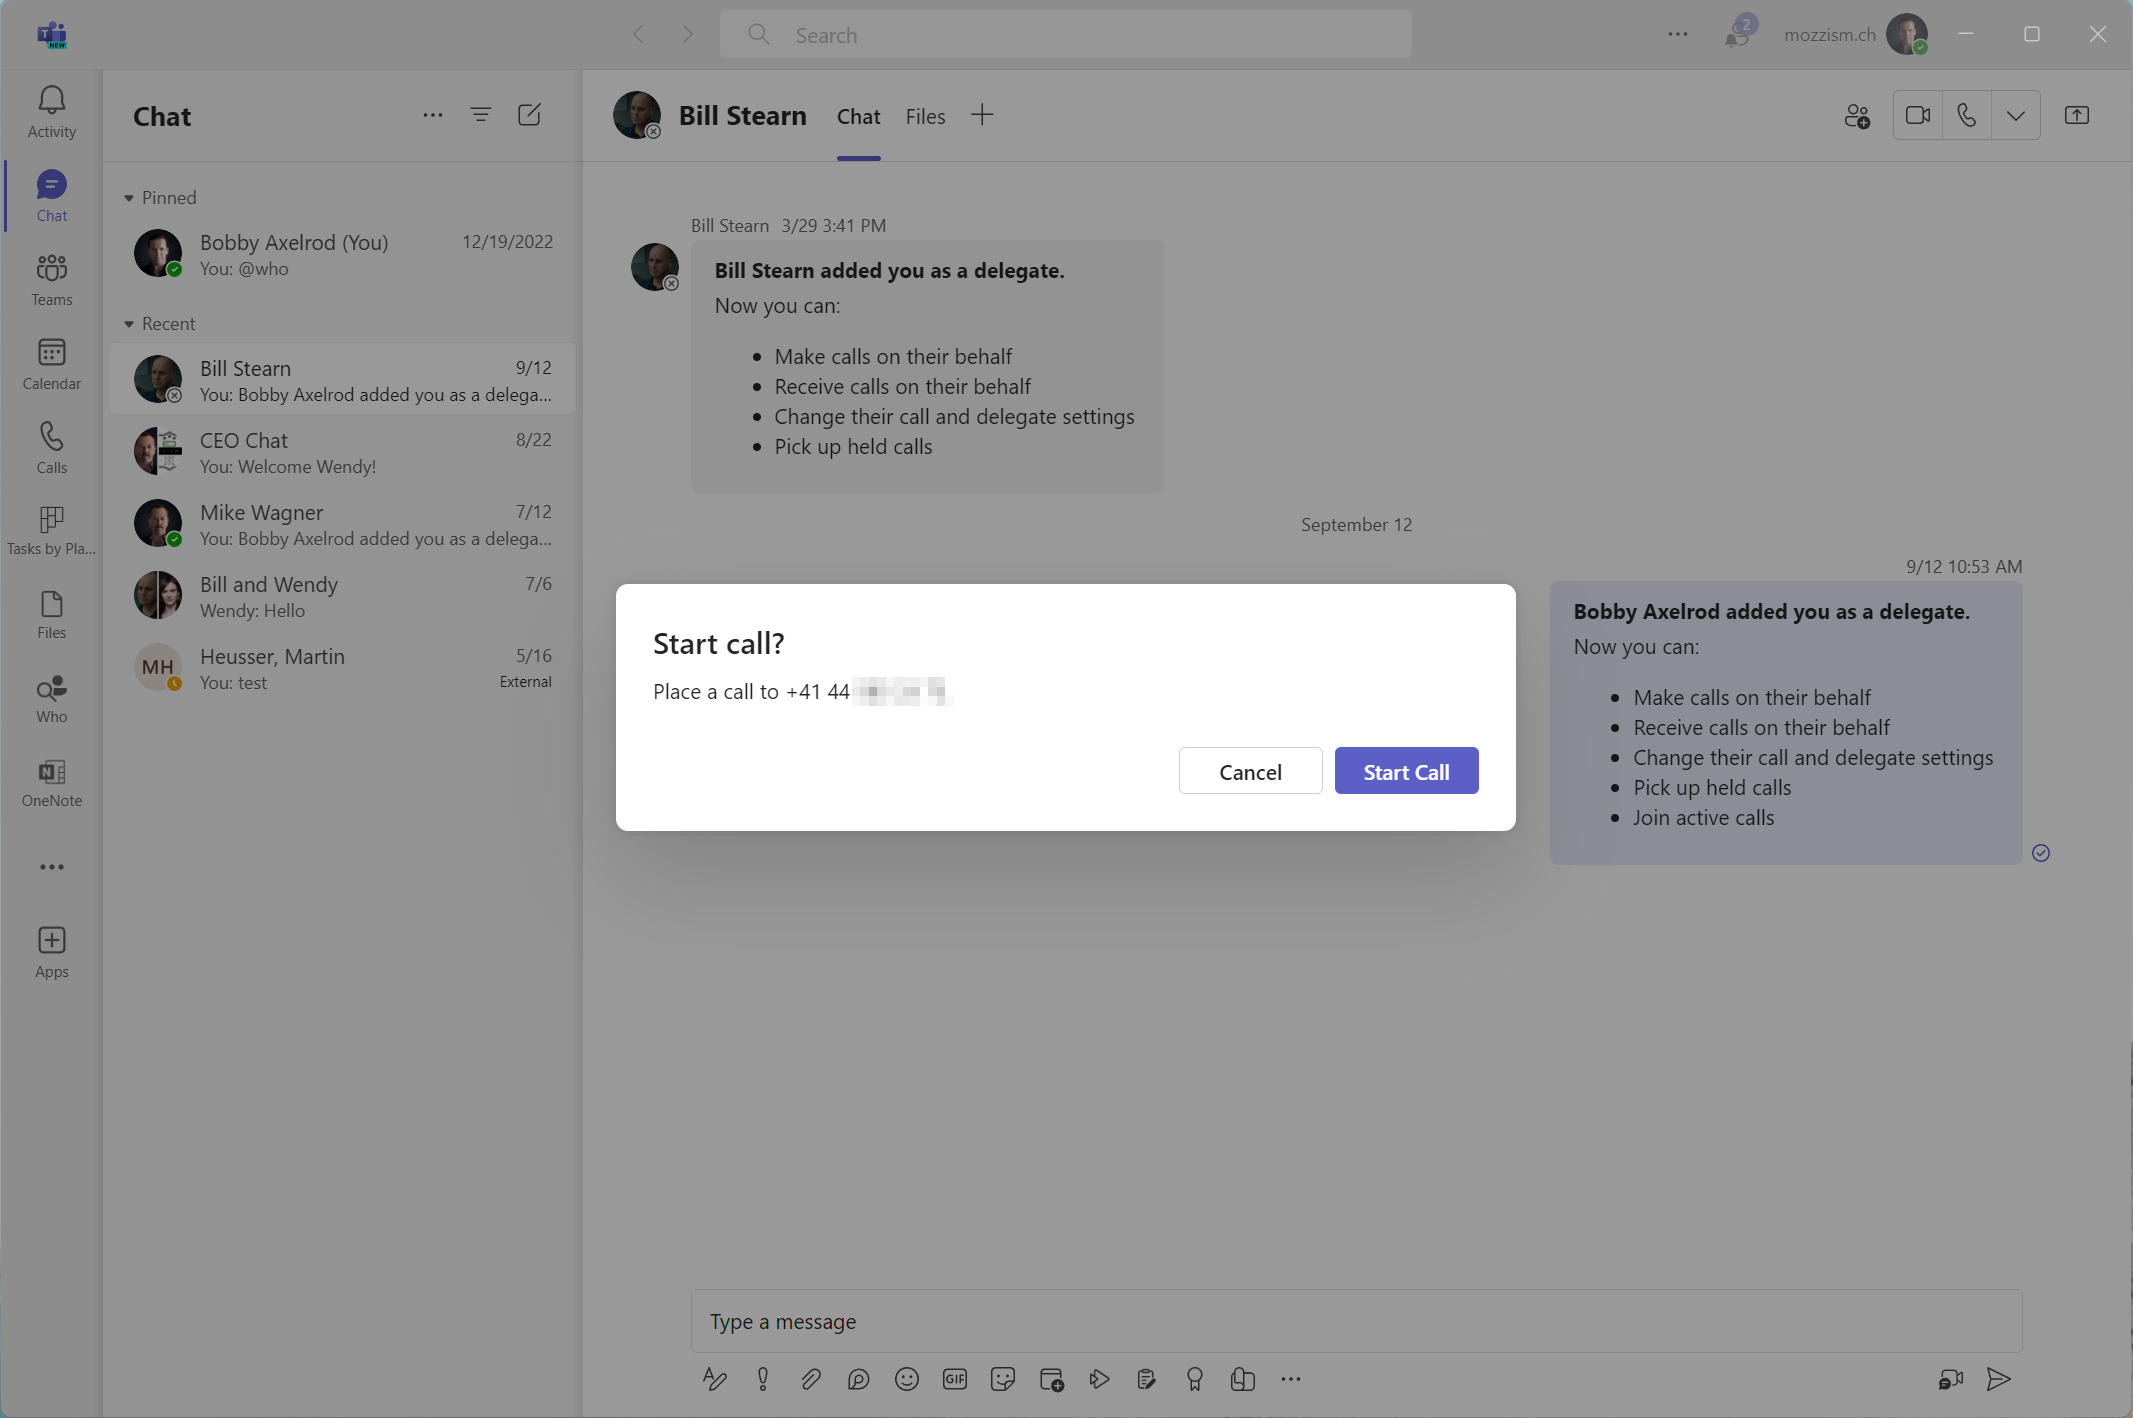 Search
2
mozzism.ch
NEW
Activity
Chat
Teams
Calendar
Calls
Tasks by Pla...
Files
Who
OneNote
Apps
Chat
Pinned
Bobby Axelrod (You)
12/19/2022
You: @who
Recent
Bill Stearn
9/12
You: Bobby Axelrod added you as a delega...
CEO Chat
8/22
You: Welcome Wendy!
Mike Wagner
7/12
You: Bobby Axelrod added you as a delega...
Bill and Wendy
7/6
Wendy: Hello
MH
Heusser, Martin
5/16
You: test
External
Bill Stearn
Chat
Files
Bill Stearn 3/29 3:41 PM
Bill Stearn added you as a delegate.
Now you can:
• Make calls on their behalf
• Receive calls on their behalf
• Change their call and delegate settings
• Pick up held calls
September 12
9/12 10:53 AM
Bobby Axelrod added you as a delegate.
Now you can:
• Make calls on their behalf
• Receive calls on their behalf
• Change their call and delegate settings
• Pick up held calls
• Join active calls
Start call?
Place a call to +41 44
Cancel
Start Call
Type a message
GIF